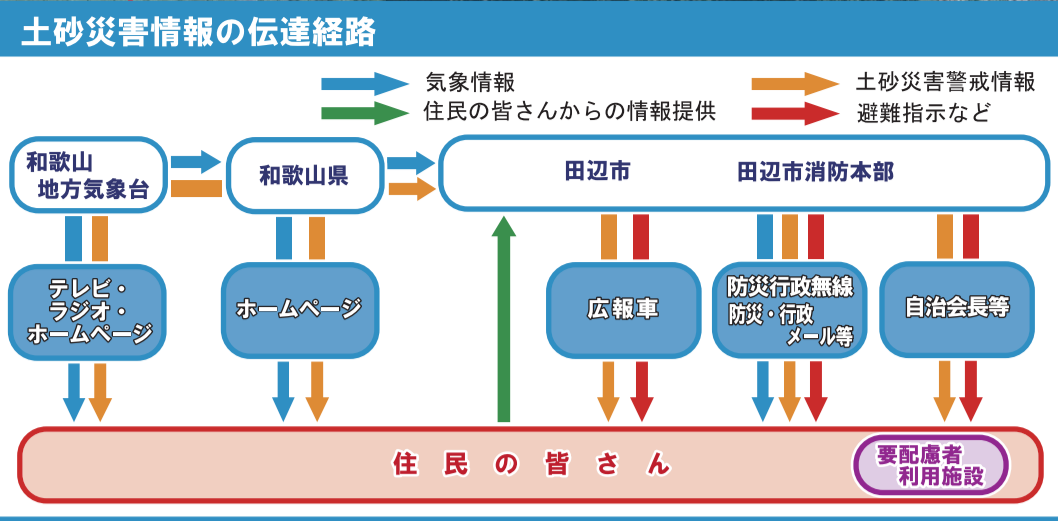 土砂災害情報の伝達経路
気象情報
土砂災害警戒情報
住民の皆さんからの情報提供
避難指示など
和歌山
地方気象台
和歌山県
田辺市
田辺市消防本部
テレビ・
ラジオ・
ホームページ
ホームページ
広報車
防災行政無線
防災・行政
メール等
自治会長等
住民の皆さん
要配慮者
利用施設